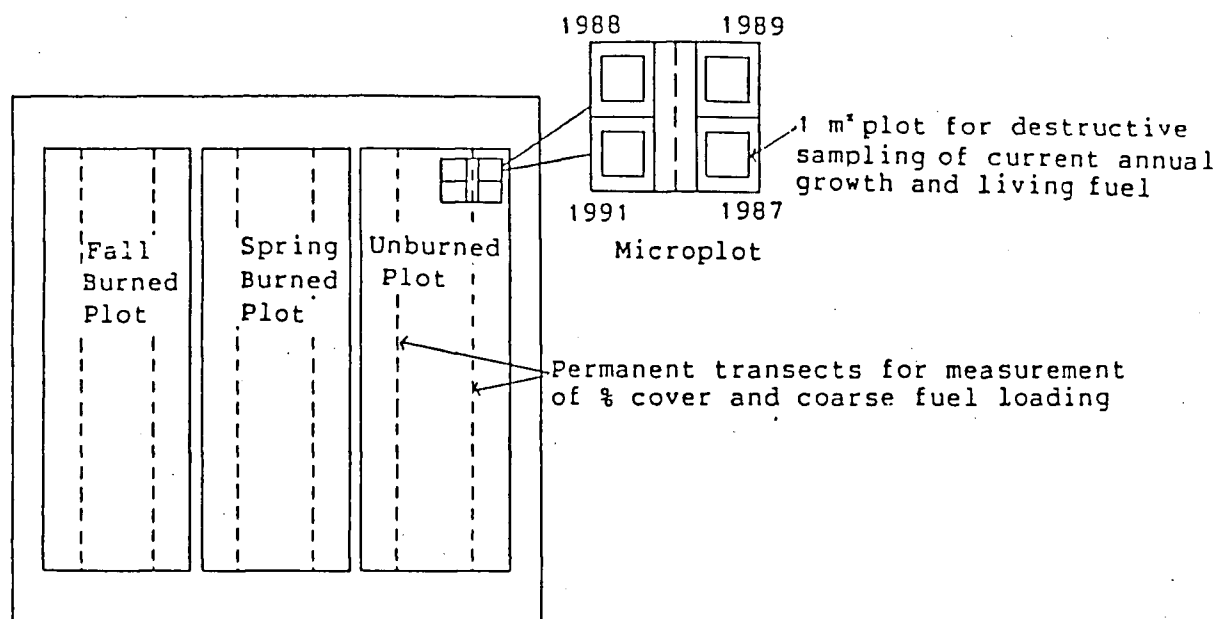 1988 1989
.1 m² plot for destructive
sampling of current annual
growth and living fuel
1991 1987
Microplot
Fall
Burned
Plot
Spring
Burned
Plot
Unburned
Plot
Permanent transects for measurement
of % cover and coarse fuel loading